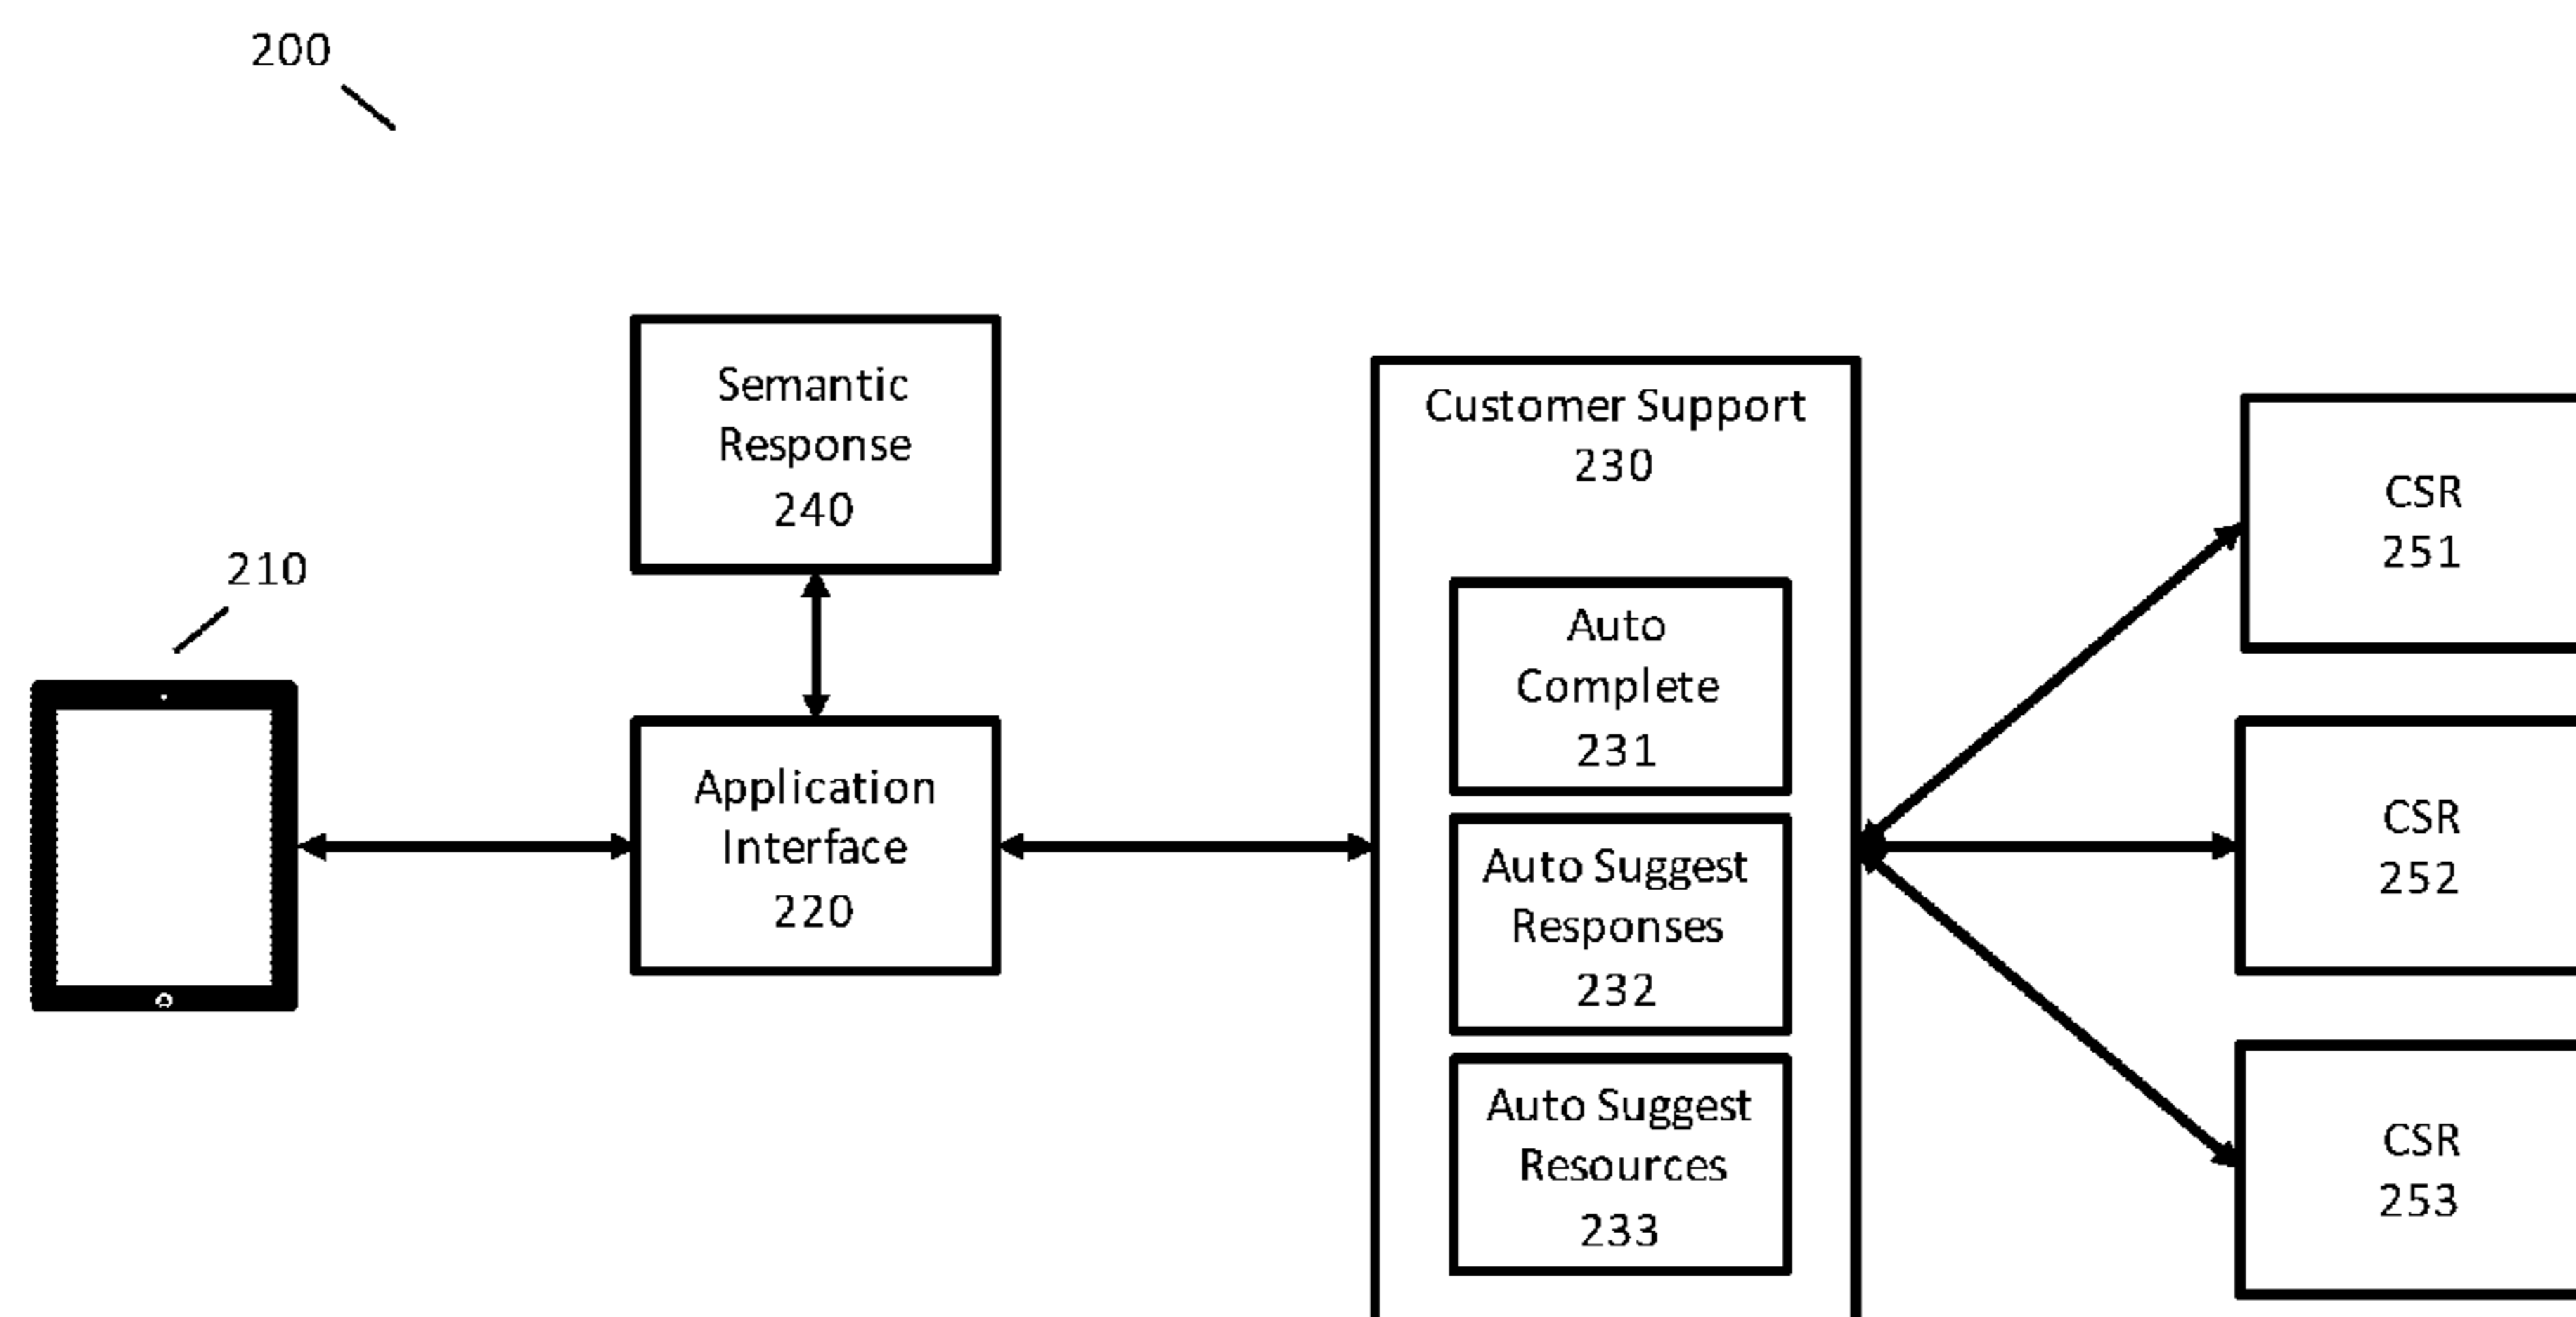 200
210
Semantic
Response
240
Application
Interface
220
Customer Support
230
Auto
Complete
231
Auto Suggest
Responses
232
Auto Suggest
Resources
233
CSR
251
CSR
252
CSR
253